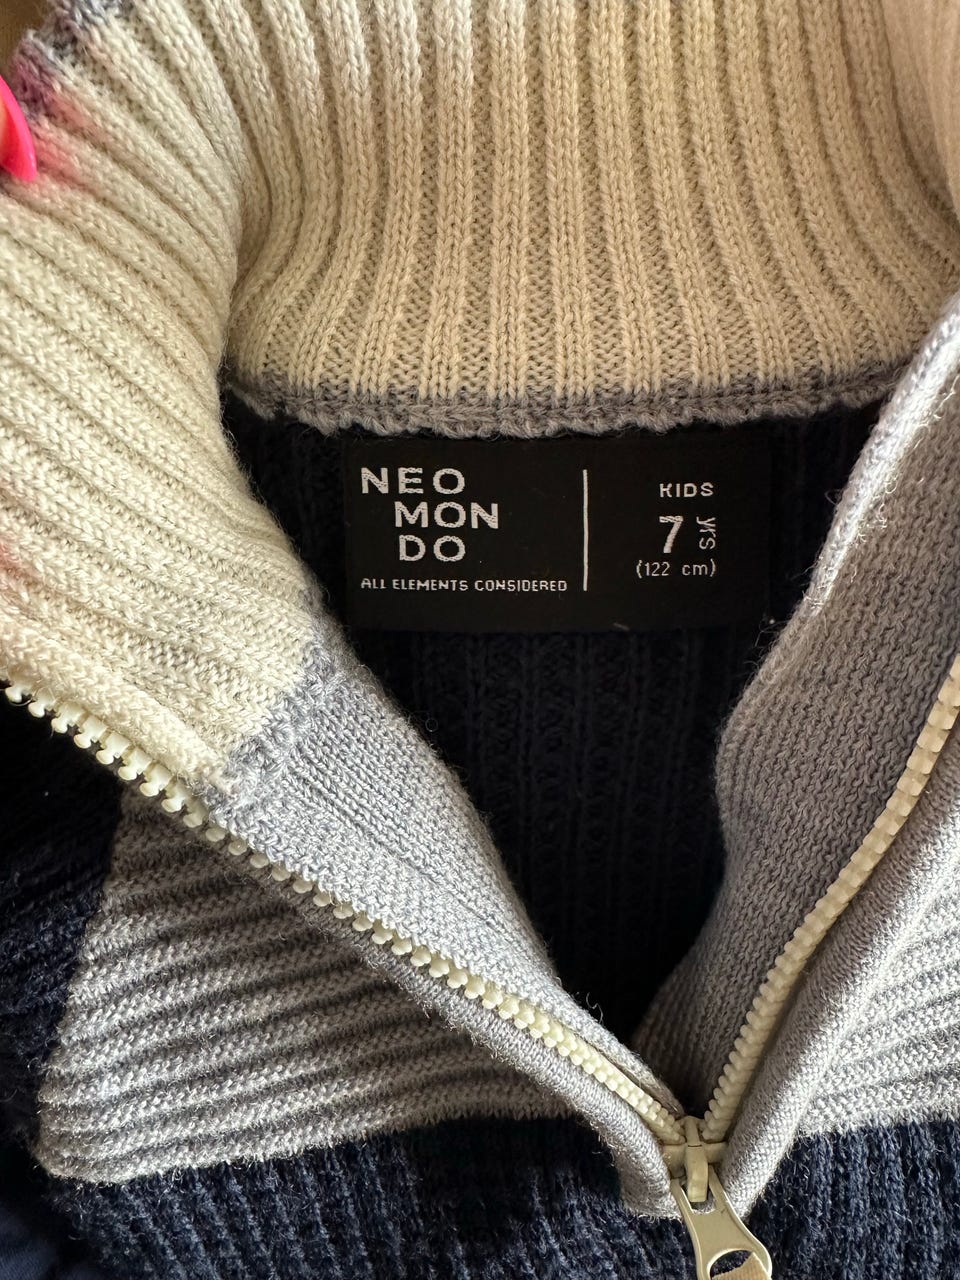 NEO
MON
DO
ALL ELEMENTS CONSIDERED
KIDS
7 yrs
(122 cm)